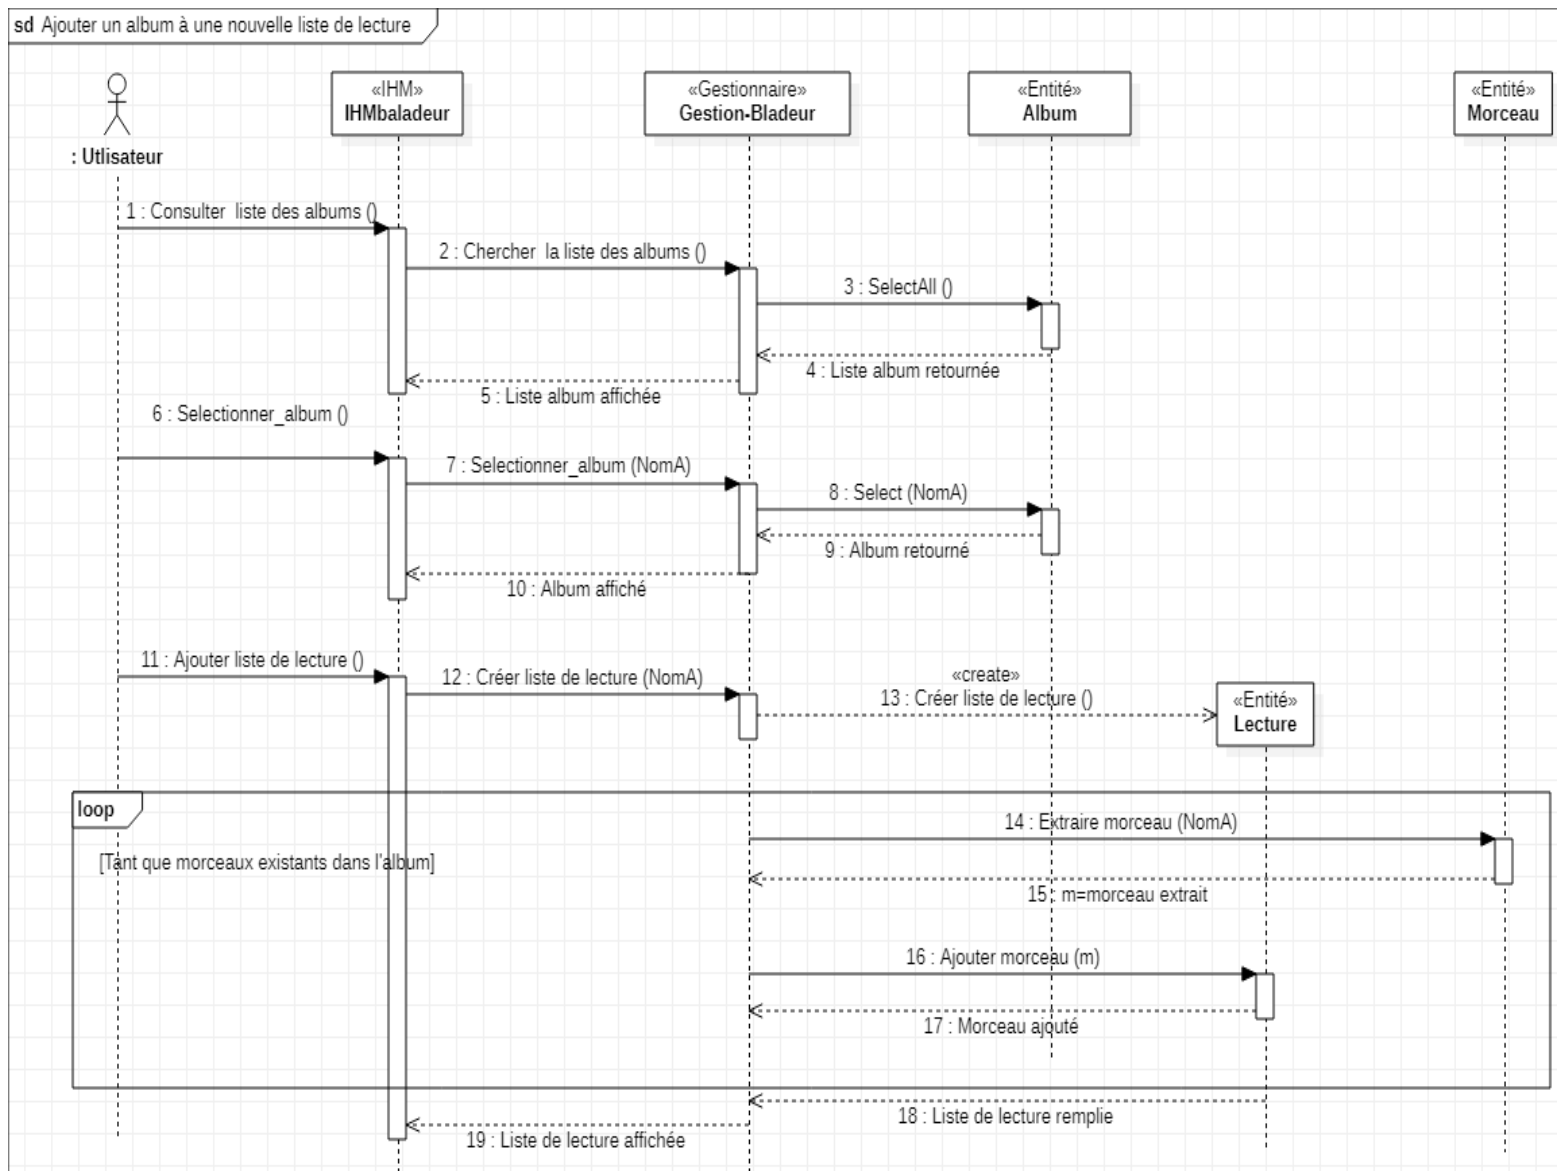 sd Ajouter un album à une nouvelle liste de lecture
«IHM»
IHMbaladeur
«Gestionnaire»
Gestion-Bladeur
«Entité»
Album
«Entité»
Morceau
: Utlisateur
1 : Consulter liste des albums ()
2 : Chercher la liste des albums ()
3 : SelectAll ()
4 : Liste album retournée
5 : Liste album affichée
6 : Selectionner_album ()
7 : Selectionner_album (NomA)
8 : Select (NomA)
9 : Album retourné
10 : Album affiché
11 : Ajouter liste de lecture ()
12 : Créer liste de lecture (NomA)
«create»
13 : Créer liste de lecture ()
«Entité»
Lecture
loop
[Tant que morceaux existants dans l'album]
14 : Extraire morceau (NomA)
15 : m=morceau extrait
16 : Ajouter morceau (m)
17 : Morceau ajouté
18 : Liste de lecture remplie
19 : Liste de lecture affichée